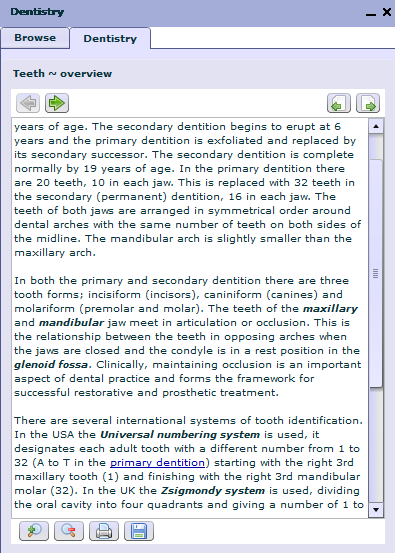 Dentistry
Browse
Dentistry
Teeth ~ overview
years of age. The secondary dentition begins to erupt at 6
years and the primary dentition is exfoliated and replaced by
its secondary successor. The secondary dentition is complete
normally by 19 years of age. In the primary dentition there
are 20 teeth, 10 in each jaw. This is replaced with 32 teeth in
the secondary (permanent) dentition, 16 in each jaw. The
teeth of both jaws are arranged in symmetrical order around
dental arches with the same number of teeth on both sides of
the midline. The mandibular arch is slightly smaller than the
maxillary arch.
In both the primary and secondary dentition there are three
tooth forms; incisiform (incisors), caniniform (canines) and
molariform (premolar and molar). The teeth of the maxillary
and mandibular jaw meet in articulation or occlusion. This is
the relationship between the teeth in opposing arches when
the jaws are closed and the condyle is in a rest position in the
glenoid fossa. Clinically, maintaining occlusion is an important
aspect of dental practice and forms the framework for
successful restorative and prosthetic treatment.
There are several international systems of tooth identification.
In the USA the Universal numbering system is used, it
designates each adult tooth with a different number from 1 to
32 (A to T in the primary dentition) starting with the right 3rd
maxillary tooth (1) and finishing with the right 3rd mandibular
molar (32). In the UK the Zsigmondy system is used, dividing
the oral cavity into four quadrants and giving a number of 1 to